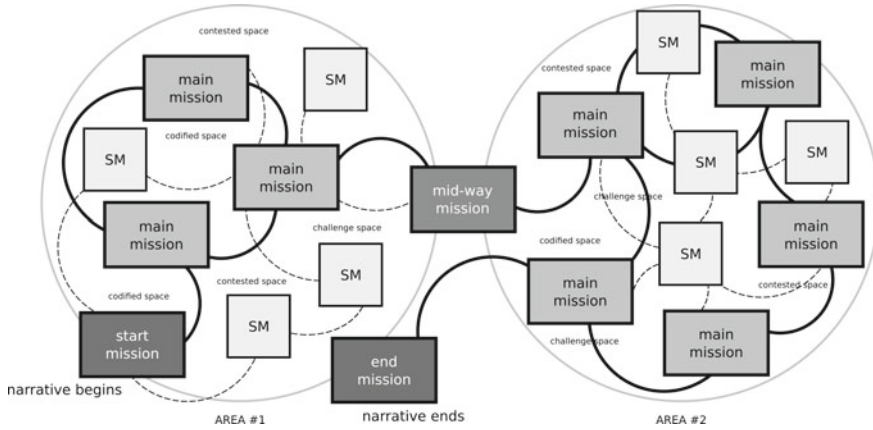 contested space
main
mission
SM
codified space
SM
main
mission
main
mission
challenge space
contested space
SM
codified space
SM
start
mission
narrative begins
AREA #1
mid-way
mission
end
mission
narrative ends
SM
main
mission
contested space
main
mission
SM
SM
challenge space
main
mission
codified space
SM
main
mission
contested space
challenge space
main
mission
AREA #2